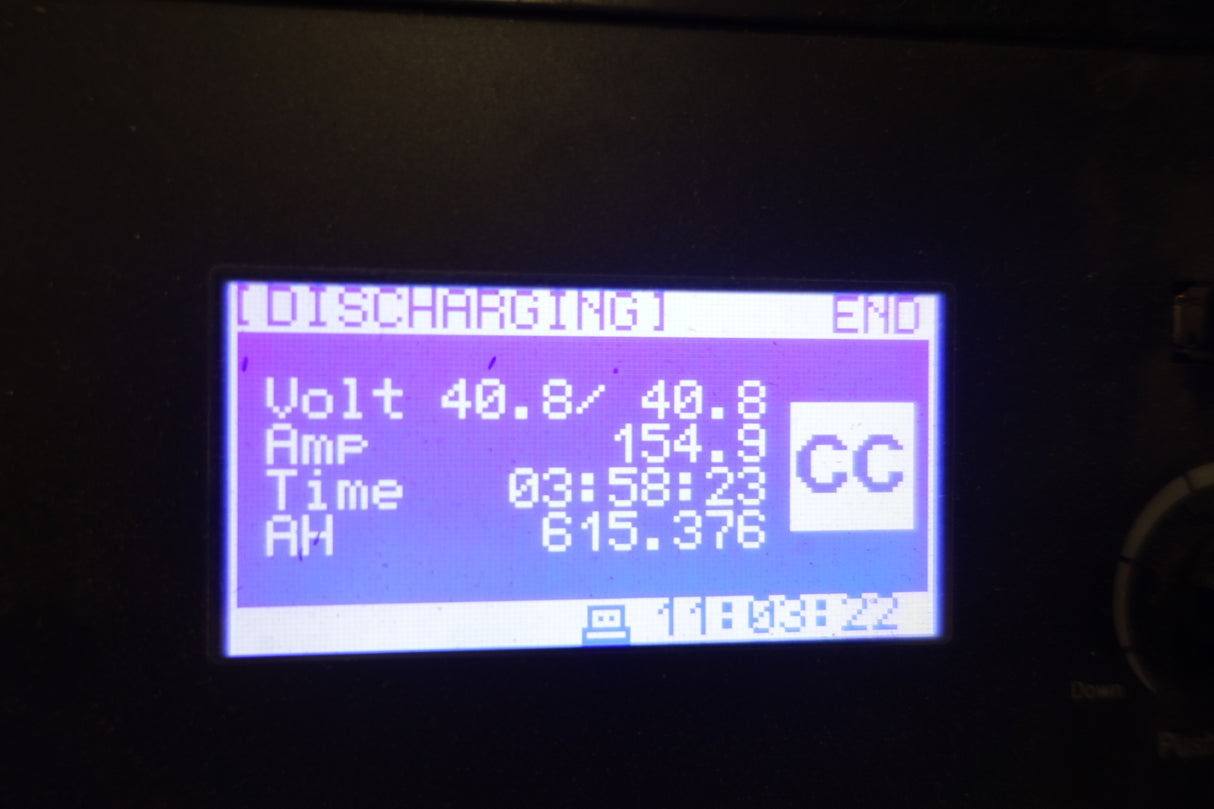 [DISCHARGING] END
Volt 40.8/ 40.8
Amp 154.9
CC
Time 03:58:23
AH 615.376
11:03:22
Down